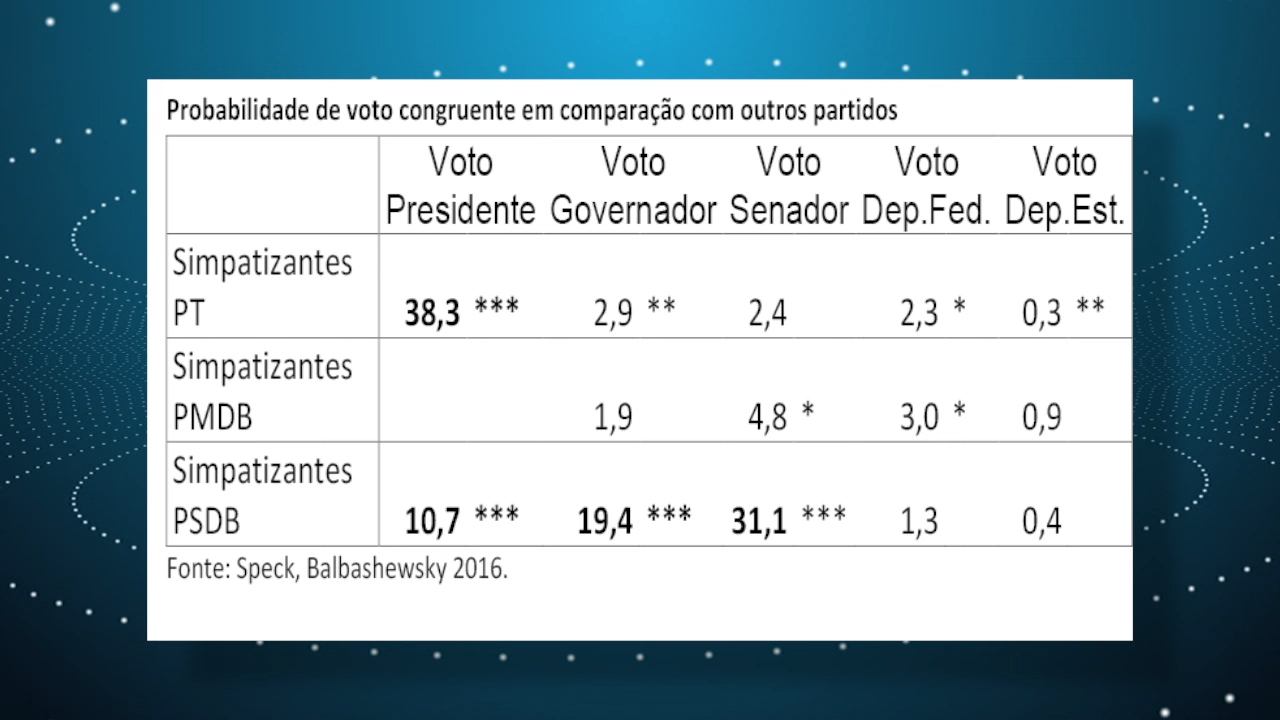 Probabilidade de voto congruente em comparação com outros partidos
Voto Voto Voto Voto Voto
Presidente Governador Senador Dep.Fed. Dep.Est.
Simpatizantes
PT 38,3 *** 2,9 ** 2,4 2,3 * 0,3 **
Simpatizantes
PMDB 1,9 4,8 * 3,0 * 0,9
Simpatizantes
PSDB 10,7 *** 19,4 *** 31,1 *** 1,3 0,4
Fonte: Speck, Balbashewsky 2016.